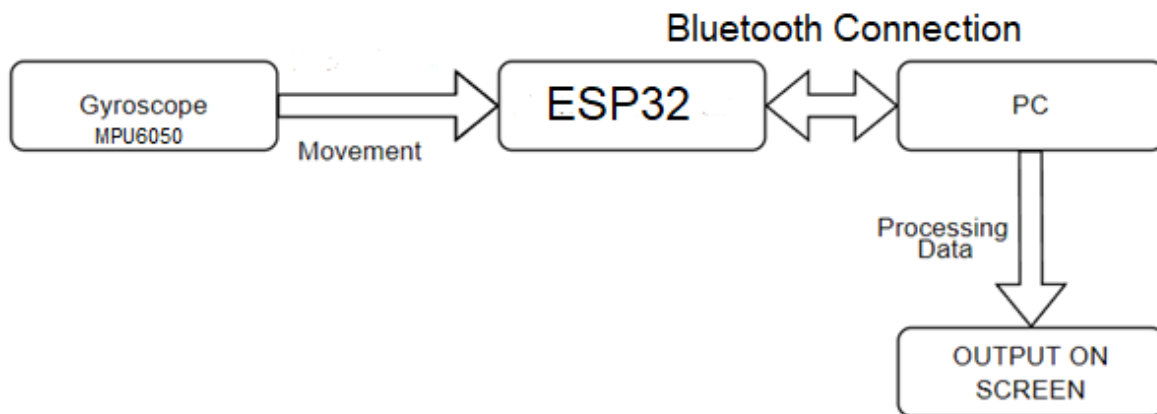 Bluetooth Connection
Gyroscope
MPU6050
Movement
ESP32
PC
Processing
Data
OUTPUT ON
SCREEN